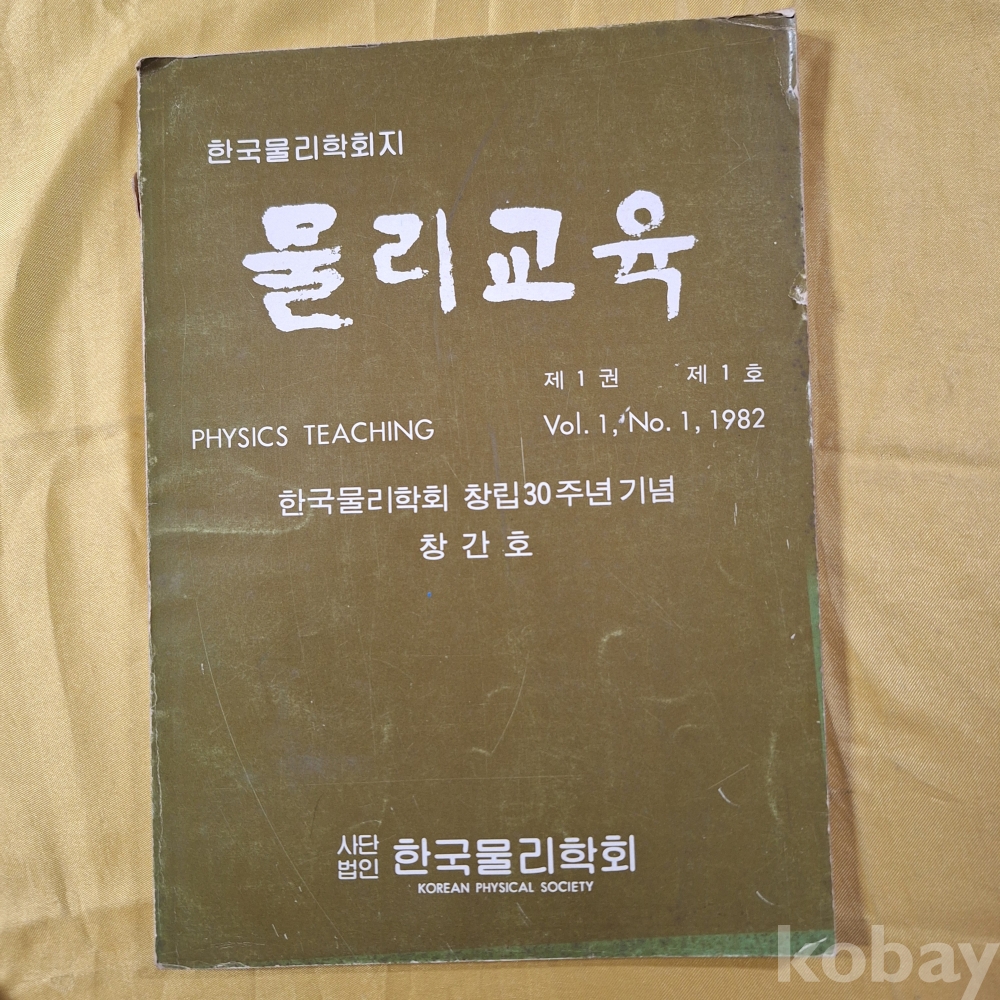 한국물리학회지
물리교육
제1권 제1호
PHYSICS TEACHING Vol. 1, No. 1, 1982
한국물리학회 창립30주년기념
창간호
사단법인 한국물리학회
KOREAN PHYSICAL SOCIETY
kobay